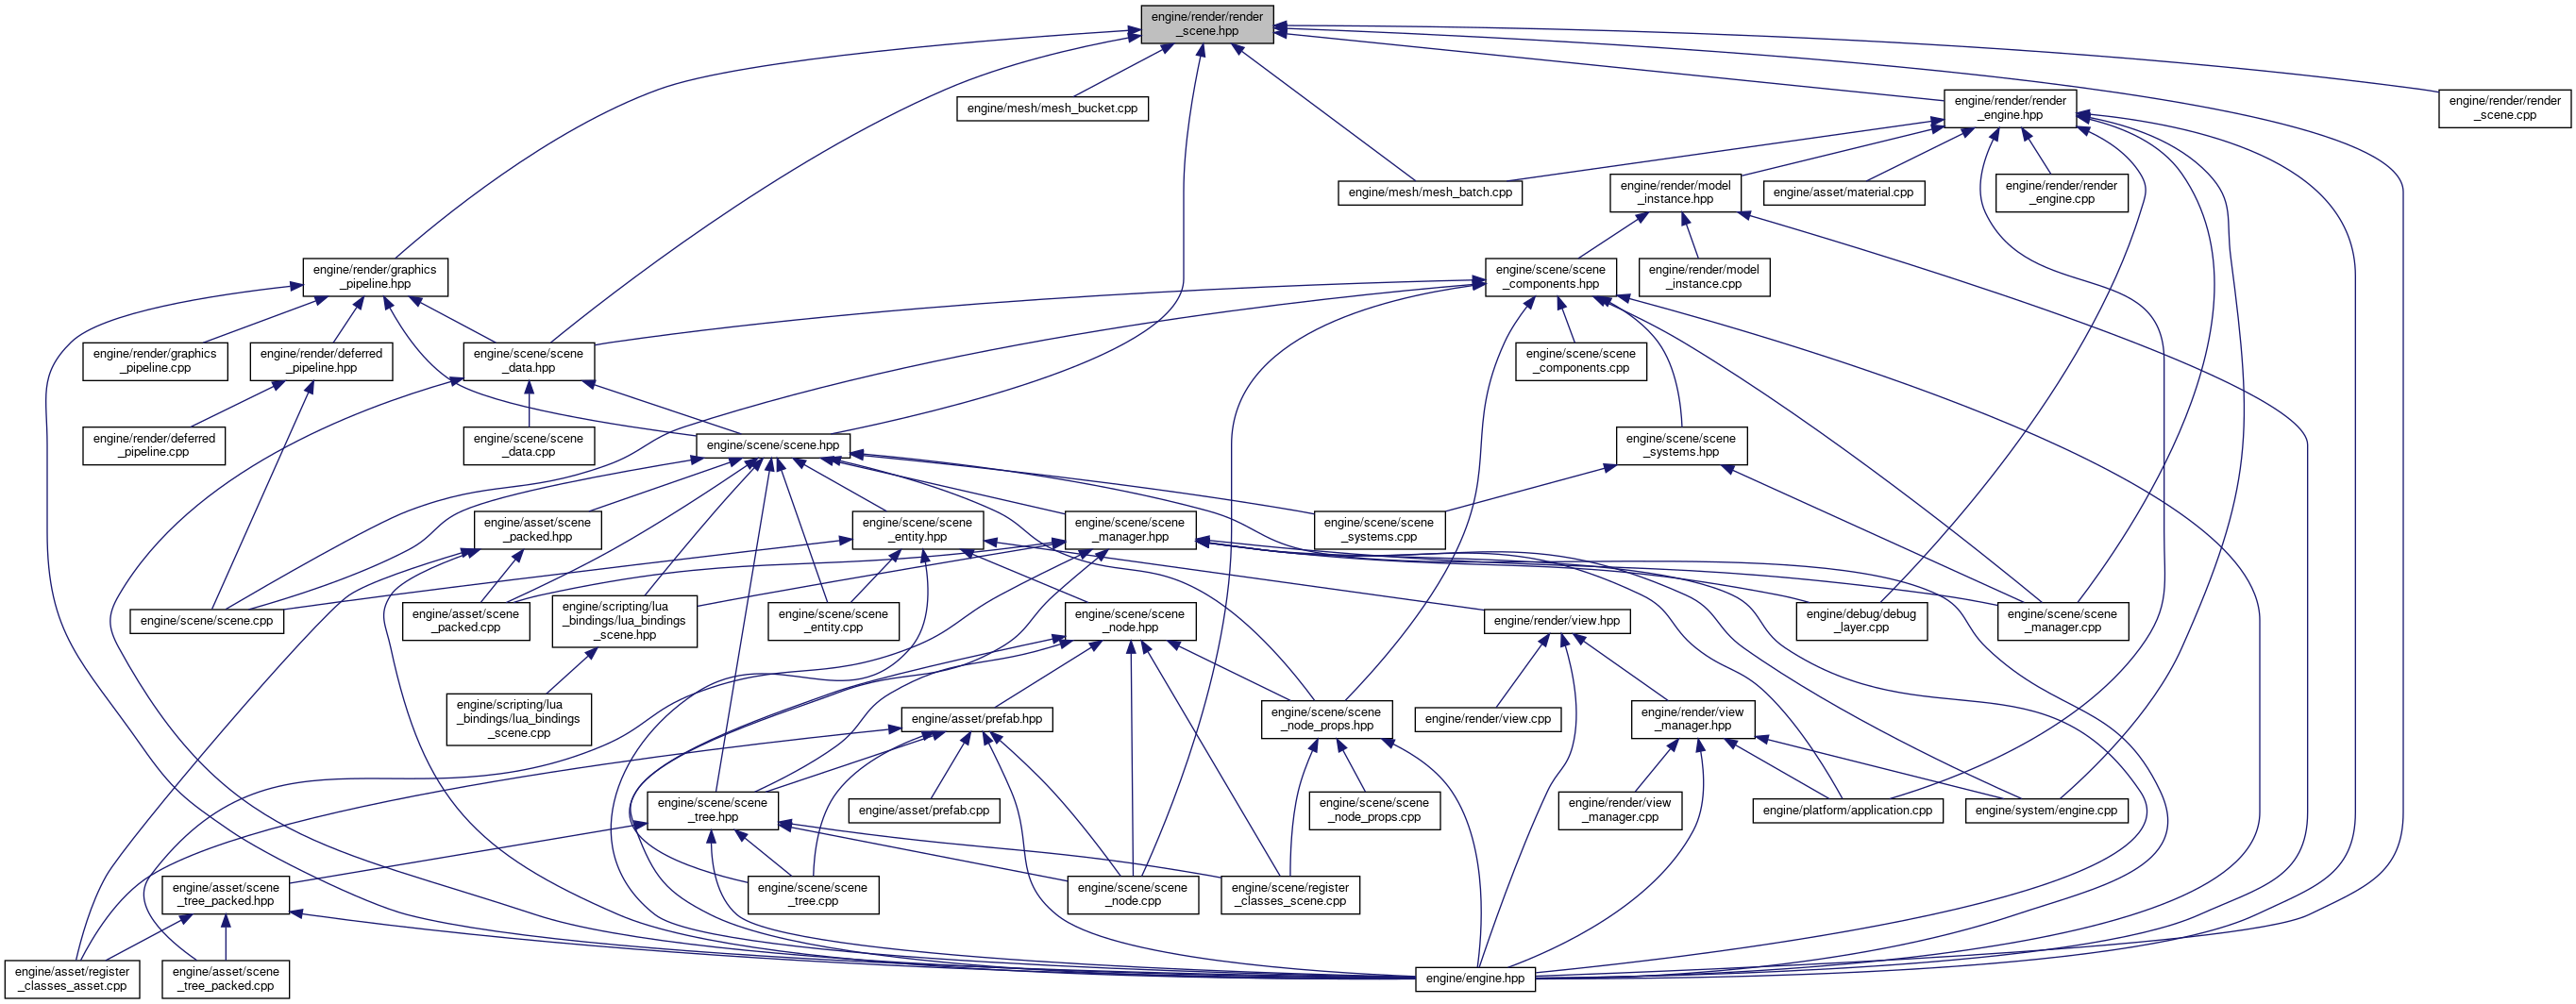 engine/render/render
_scene.hpp
engine/mesh/mesh_bucket.cpp
engine/render/render
_engine.hpp
engine/render/render
_scene.cpp
engine/mesh/mesh_batch.cpp
engine/render/model
_instance.hpp
engine/asset/material.cpp
engine/render/render
_engine.cpp
engine/render/graphics
_pipeline.hpp
engine/scene/scene
_components.hpp
engine/render/model
_instance.cpp
engine/render/graphics
_pipeline.cpp
engine/render/deferred
_pipeline.hpp
engine/scene/scene
_data.hpp
engine/scene/scene
_components.cpp
engine/render/deferred
_pipeline.cpp
engine/scene/scene
_data.cpp
engine/scene/scene.hpp
engine/scene/scene
_systems.hpp
engine/asset/scene
_packed.hpp
engine/scene/scene
_entity.hpp
engine/scene/scene
_manager.hpp
engine/scene/scene
_systems.cpp
engine/scene/scene.cpp
engine/asset/scene
_packed.cpp
engine/scripting/lua
_bindings/lua_bindings
_scene.hpp
engine/scene/scene
_entity.cpp
engine/scene/scene
_node.hpp
engine/render/view.hpp
engine/debug/debug
_layer.cpp
engine/scene/scene
_manager.cpp
engine/scripting/lua
_bindings/lua_bindings
_scene.cpp
engine/asset/prefab.hpp
engine/scene/scene
_node_props.hpp
engine/render/view.cpp
engine/render/view
_manager.hpp
engine/scene/scene
_tree.hpp
engine/asset/prefab.cpp
engine/scene/scene
_node_props.cpp
engine/render/view
_manager.cpp
engine/platform/application.cpp
engine/system/engine.cpp
engine/asset/scene
_tree_packed.hpp
engine/scene/scene
_tree.cpp
engine/scene/scene
_node.cpp
engine/scene/register
_classes_scene.cpp
engine/asset/register
_classes_asset.cpp
engine/asset/scene
_tree_packed.cpp
engine/engine.hpp